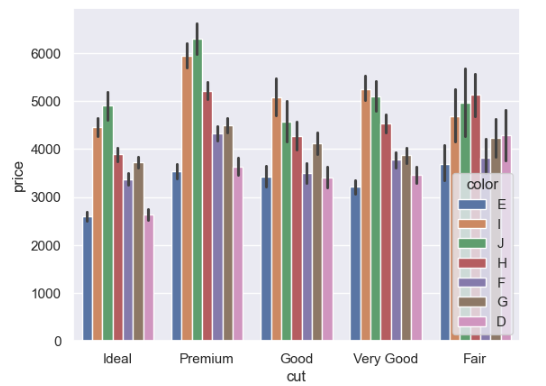 6000
5000
4000
3000
2000
1000
0
price
Ideal Premium Good Very Good Fair
cut
color
E
I
J
H
F
G
D